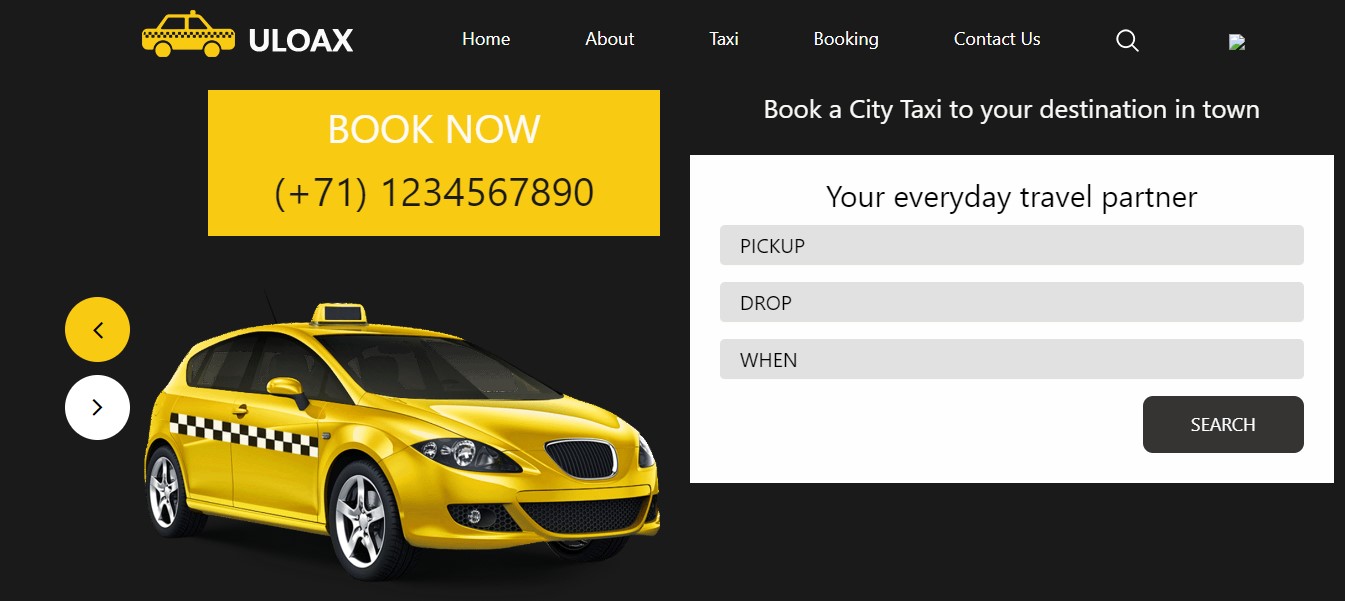 ULOAX
Home
About
Taxi
Booking
Contact Us
BOOK NOW
(+71) 1234567890
Book a City Taxi to your destination in town
Your everyday travel partner
PICKUP
DROP
WHEN
SEARCH